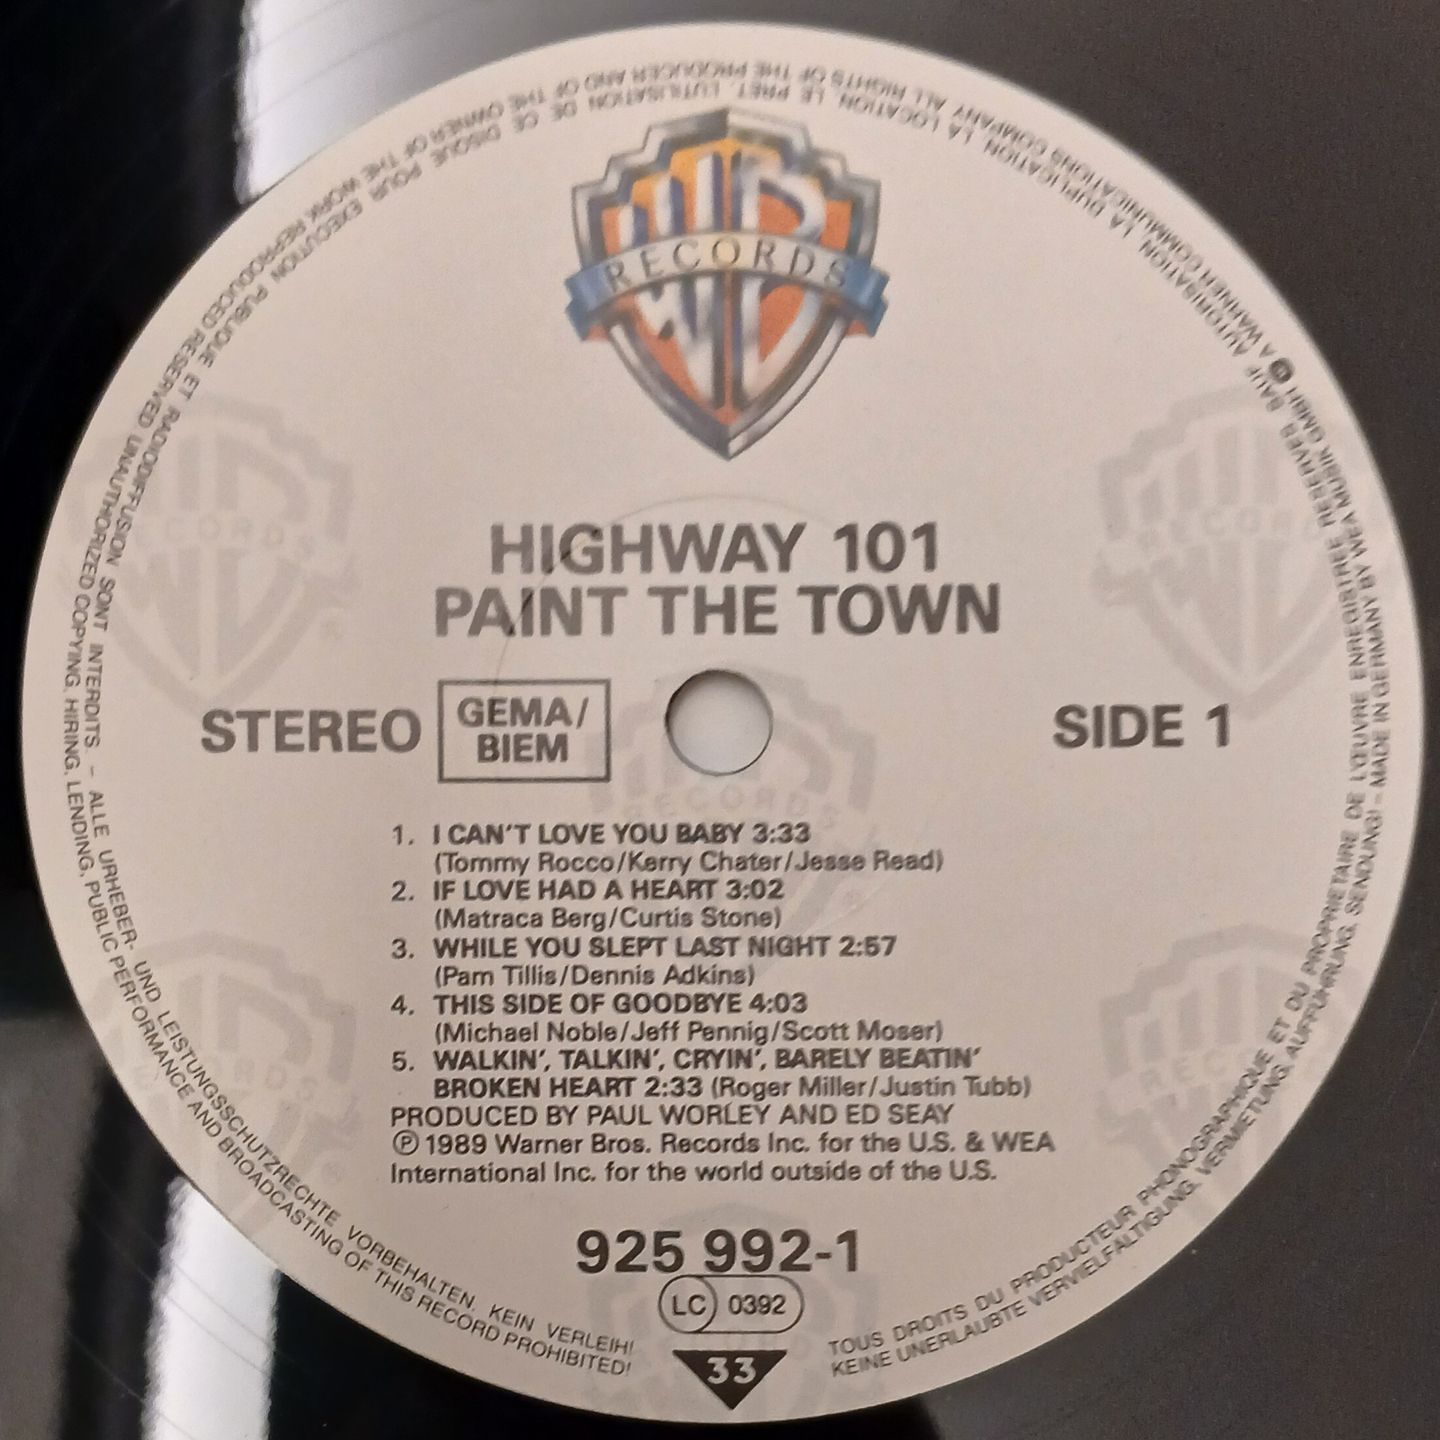 RECORDS
HIGHWAY 101
PAINT THE TOWN
STEREO
GEMA/
BIEM
SIDE 1
1. I CAN'T LOVE YOU BABY 3:33
(Tommy Rocco/Kerry Chater/Jesse Read)
2. IF LOVE HAD A HEART 3:02
(Matraca Berg/Curtis Stone)
3. WHILE YOU SLEPT LAST NIGHT 2:57
(Pam Tillis/Dennis Adkins)
4. THIS SIDE OF GOODBYE 4:03
(Michael Noble/Jeff Pennig/Scott Moser)
5. WALKIN', TALKIN', CRYIN', BARELY BEATIN'
BROKEN HEART 2:33 (Roger Miller/Justin Tubb)
PRODUCED BY PAUL WORLEY AND ED SEAY
Ⓟ 1989 Warner Bros. Records Inc. for the U.S. & WEA
International Inc. for the world outside of the U.S.
925 992-1
LC 0392
33
TOUS DROITS DU PRODUCTEUR PHONOGRAPHIQUE ET DU PROPRIETAIRE DE L'ŒUVRE ENREGISTREE RESERVES SAUF AUTORISATION, LA DUPLICATION, LA LOCATION, LE PRET, L'UTILISATION DE CE DISQUE POUR EXECUTION PUBLIQUE ET RADIODIFFUSION SONT INTERDITS. – ALLE URHEBER- UND LEISTUNGSSCHUTZRECHTE VORBEHALTEN. KEIN VERLEIH!
KEINE UNERLAUBTE VERVIELFÄLTIGUNG, VERMIETUNG, AUFFÜHRUNG, SENDUNG! – MADE IN GERMANY BY WEA MUSIK GMBH A WARNER COMMUNICATIONS COMPANY ALL RIGHTS OF THE PRODUCER AND OF THE OWNER OF THE WORK REPRODUCED RESERVED UNAUTHORIZED COPYING, HIRING, LENDING, PUBLIC PERFORMANCE AND BROADCASTING OF THIS RECORD PROHIBITED!